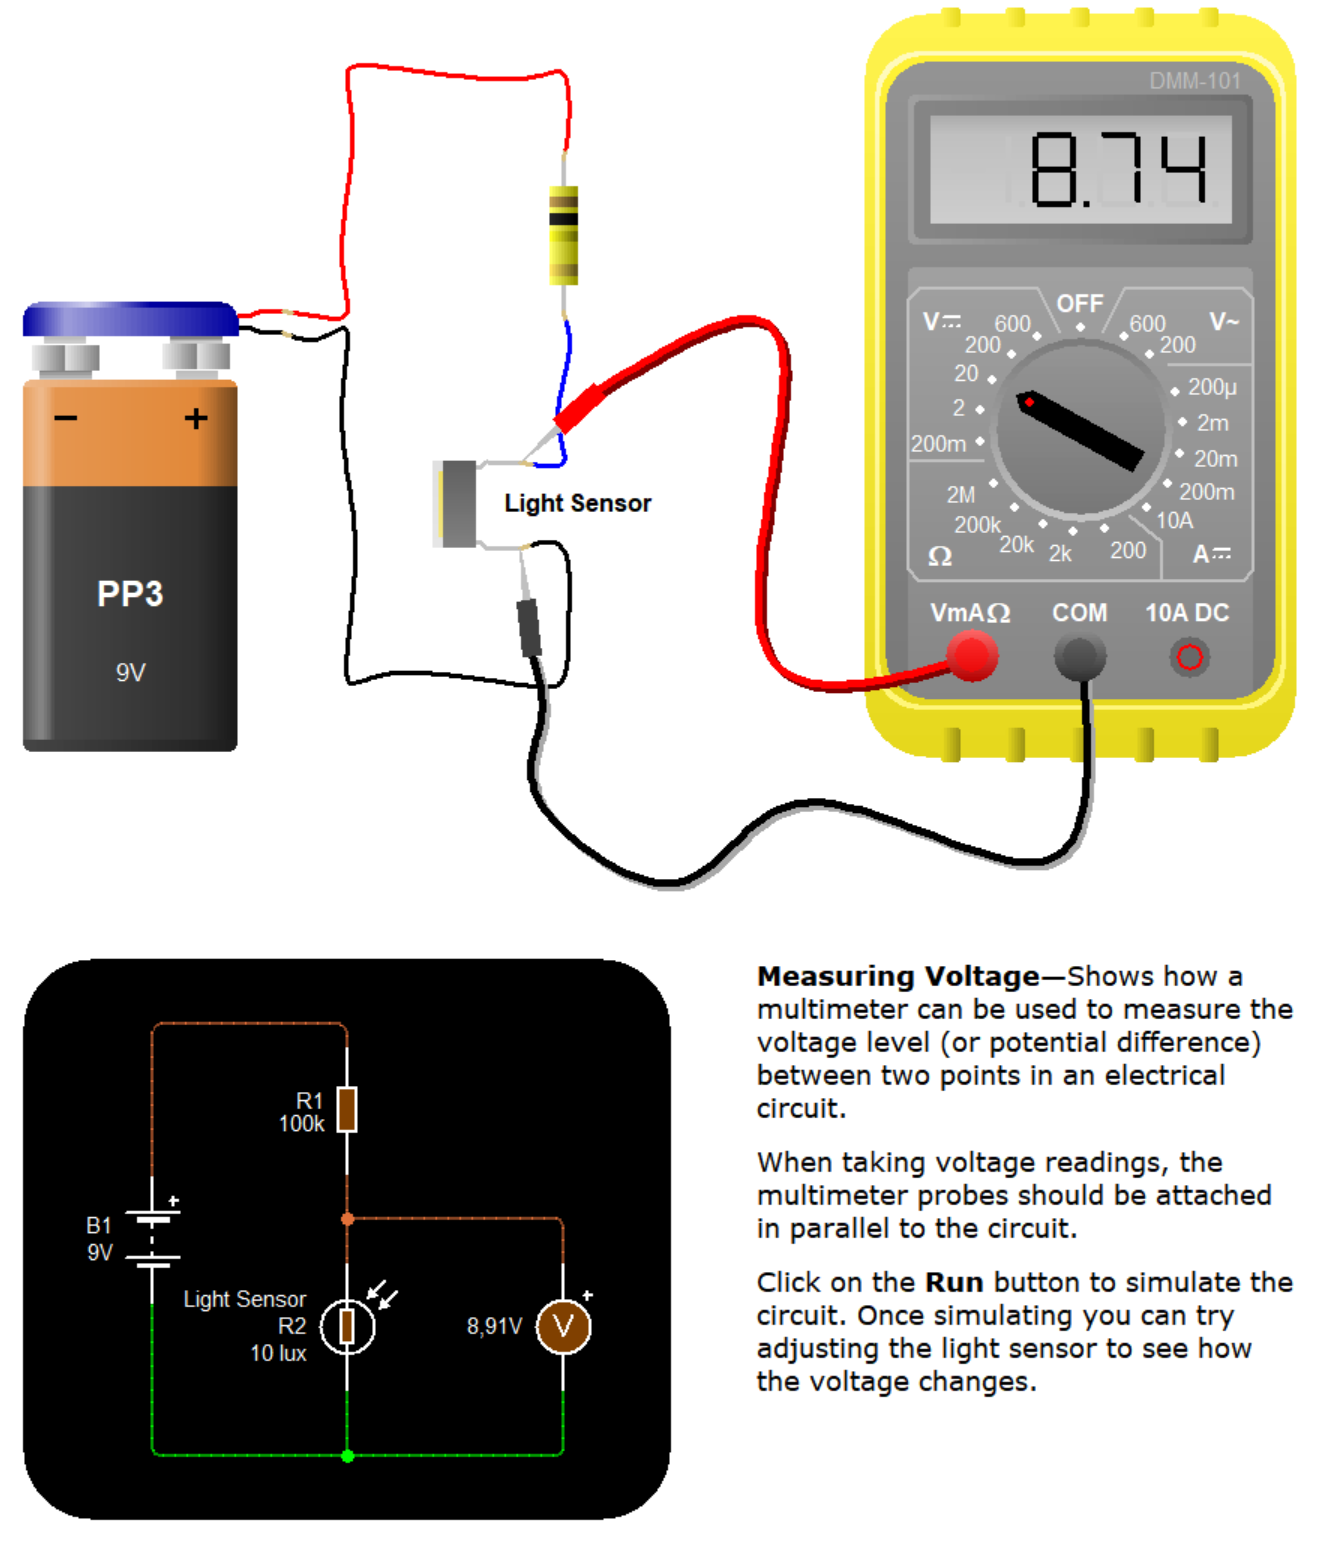 DMM-101
8.74
OFF
V⎓
600
600
V~
200
200
20
200µ
2
2m
200m
20m
2M
200m
200k
10A
20k
2k
200
Ω
A⎓
VmAΩ
COM
10A DC
−
+
PP3
9V
Light Sensor
R1
100k
+
B1
9V
Light Sensor
R2
10 lux
8,91V
V
+
Measuring Voltage—Shows how a
multimeter can be used to measure the
voltage level (or potential difference)
between two points in an electrical
circuit.
When taking voltage readings, the
multimeter probes should be attached
in parallel to the circuit.
Click on the Run button to simulate the
circuit. Once simulating you can try
adjusting the light sensor to see how
the voltage changes.